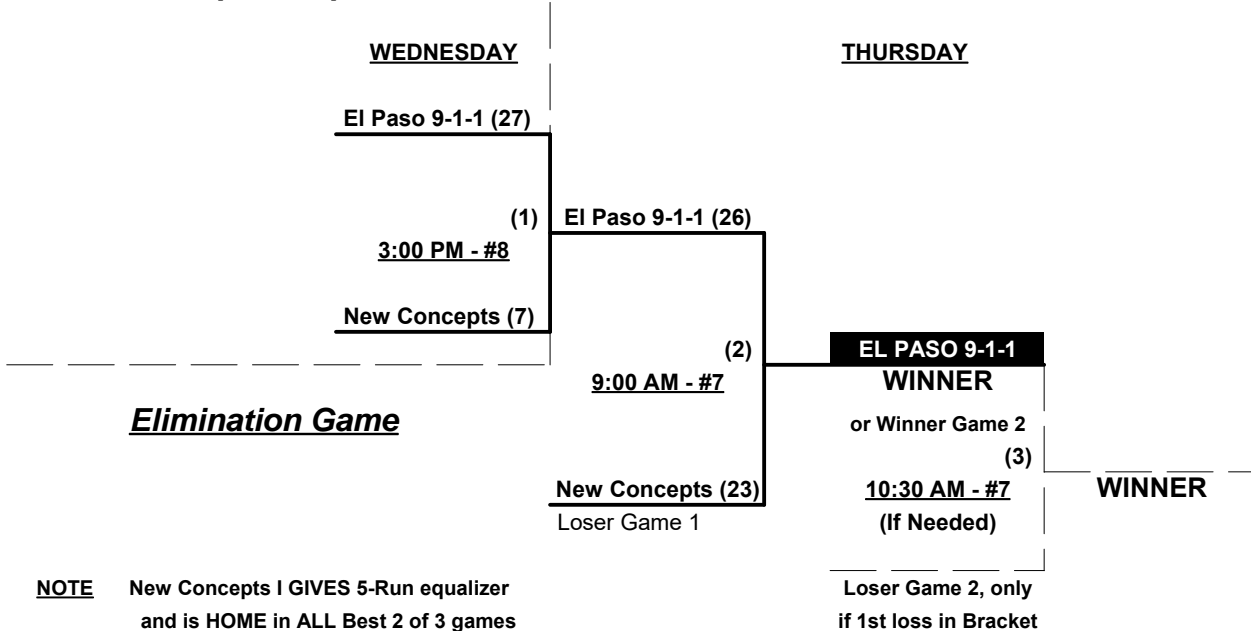 WEDNESDAY
THURSDAY
El Paso 9-1-1 (27)
(1)
El Paso 9-1-1 (26)
3:00 PM - #8
New Concepts (7)
(2)
EL PASO 9-1-1
9:00 AM - #7
WINNER
Elimination Game
or Winner Game 2
(3)
New Concepts (23)
10:30 AM - #7
WINNER
Loser Game 1
(If Needed)
NOTE New Concepts I GIVES 5-Run equalizer
and is HOME in ALL Best 2 of 3 games
Loser Game 2, only
if 1st loss in Bracket